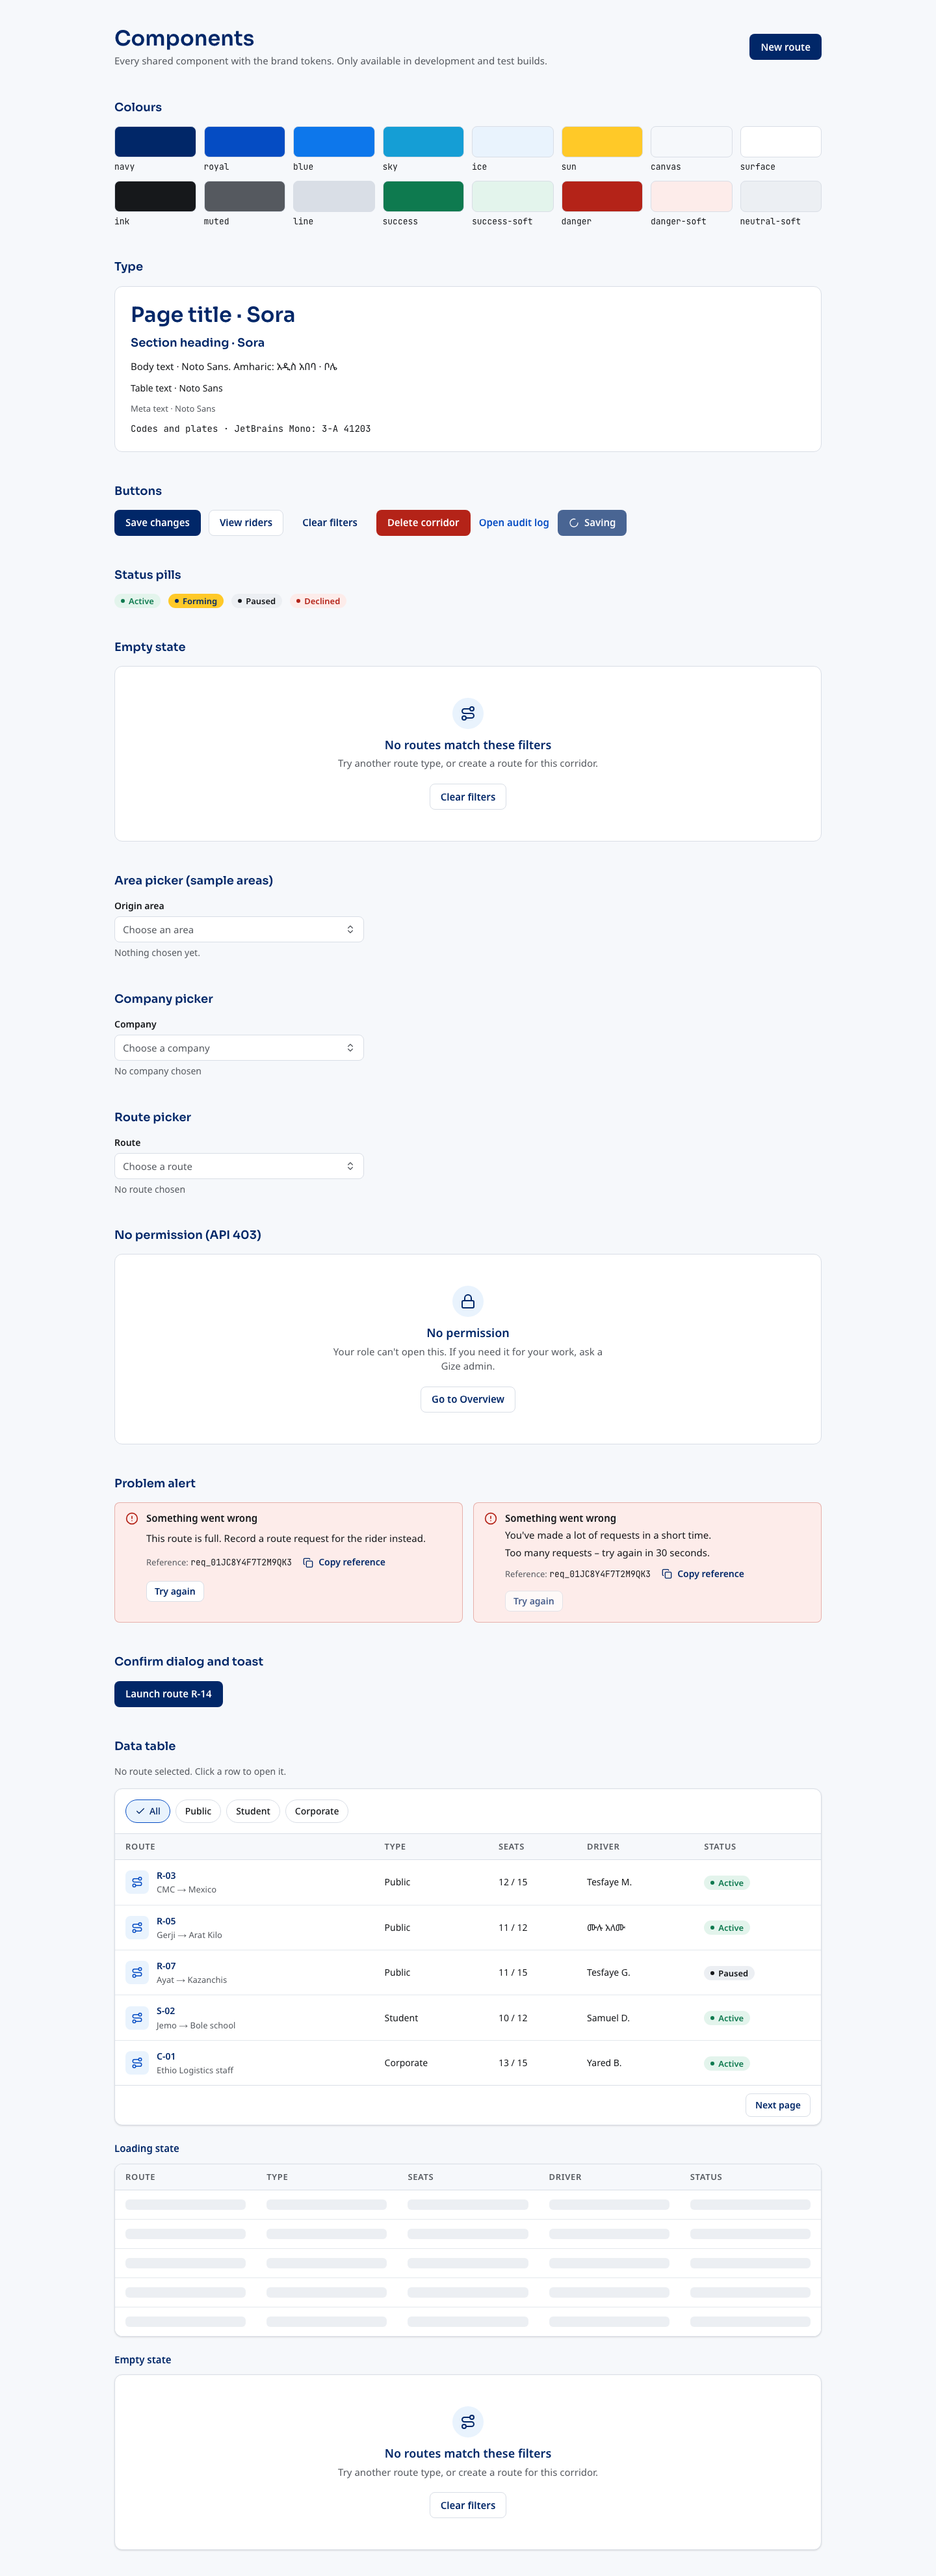 Components
Every shared component with the brand tokens. Only available in development and test builds.
New route
Colours
navy
royal
blue
sky
ice
sun
canvas
surface
ink
muted
line
success
success-soft
danger
danger-soft
neutral-soft
Type
Page title · Sora
Section heading · Sora
Body text · Noto Sans. Amharic: አዲስ አበባ · ቦሌ
Table text · Noto Sans
Meta text · Noto Sans
Codes and plates · JetBrains Mono: 3-A 41203
Buttons
Save changes
View riders
Clear filters
Delete corridor
Open audit log
Saving
Status pills
Active
Forming
Paused
Declined
Empty state
No routes match these filters
Try another route type, or create a route for this corridor.
Clear filters
Area picker (sample areas)
Origin area
Choose an area
Nothing chosen yet.
Company picker
Company
Choose a company
No company chosen
Route picker
Route
Choose a route
No route chosen
No permission (API 403)
No permission
Your role can't open this. If you need it for your work, ask a
Gize admin.
Go to Overview
Problem alert
Something went wrong
This route is full. Record a route request for the rider instead.
Reference: req_01JC8Y4F7T2M9QK3 Copy reference
Try again
Something went wrong
You've made a lot of requests in a short time.
Too many requests – try again in 30 seconds.
Reference: req_01JC8Y4F7T2M9QK3 Copy reference
Try again
Confirm dialog and toast
Launch route R-14
Data table
No route selected. Click a row to open it.
All
Public
Student
Corporate
ROUTE TYPE SEATS DRIVER STATUS
R-03
CMC → Mexico
Public 12 / 15 Tesfaye M. Active
R-05
Gerji → Arat Kilo
Public 11 / 12 ሙሉ አለሙ Active
R-07
Ayat → Kazanchis
Public 11 / 15 Tesfaye G. Paused
S-02
Jemo → Bole school
Student 10 / 12 Samuel D. Active
C-01
Ethio Logistics staff
Corporate 13 / 15 Yared B. Active
Next page
Loading state
ROUTE TYPE SEATS DRIVER STATUS
Empty state
No routes match these filters
Try another route type, or create a route for this corridor.
Clear filters